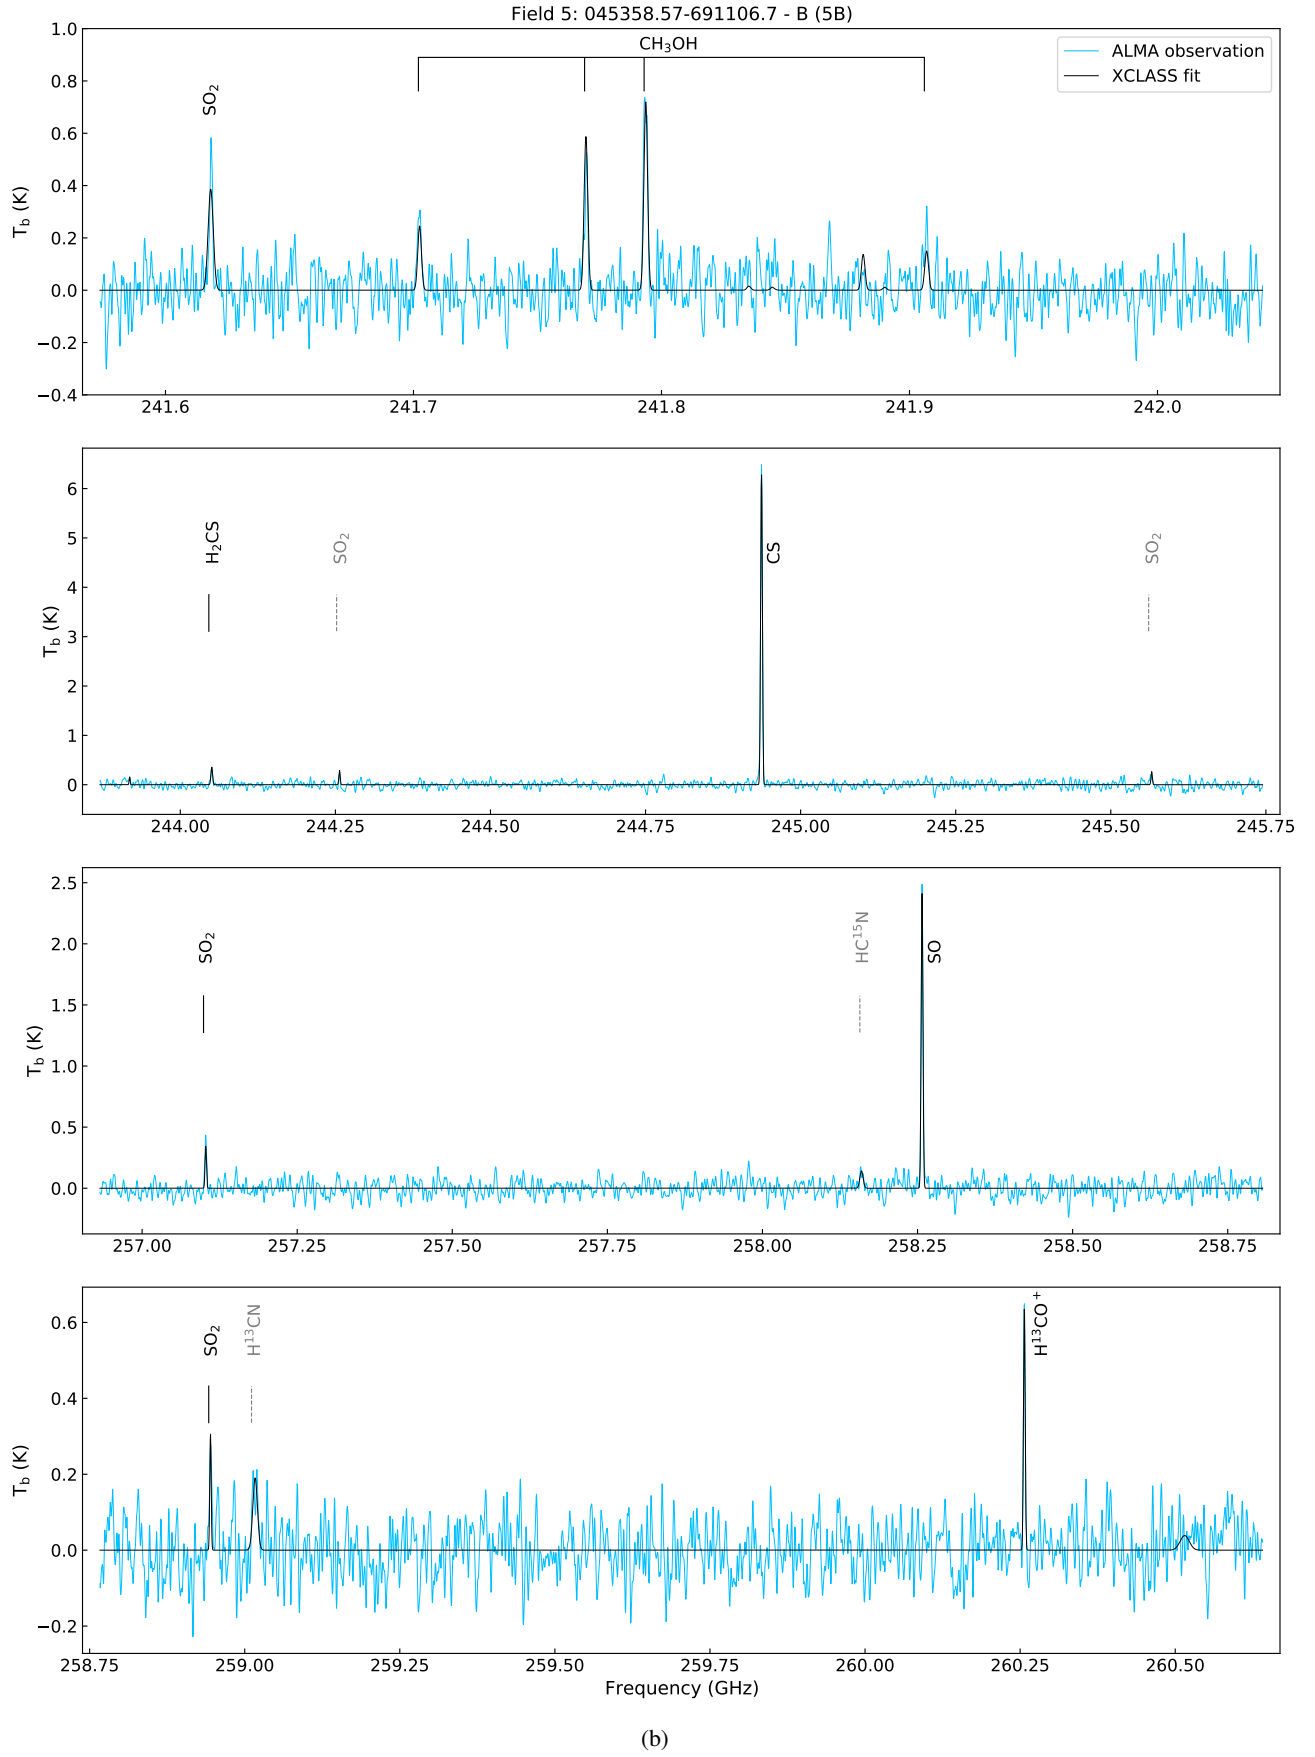 Field 5: 045358.57-691106.7 - B (5B)
CH₃OH
ALMA observation
XCLASS fit
SO₂
T_b (K)
1.0
0.8
0.6
0.4
0.2
0.0
−0.2
−0.4
241.6 241.7 241.8 241.9 242.0
H₂CS
SO₂
CS
SO₂
T_b (K)
6
5
4
3
2
1
0
244.00 244.25 244.50 244.75 245.00 245.25 245.50 245.75
SO₂
HC¹⁵N
SO
T_b (K)
2.5
2.0
1.5
1.0
0.5
0.0
257.00 257.25 257.50 257.75 258.00 258.25 258.50 258.75
SO₂
H¹³CN
H¹³CO⁺
T_b (K)
0.6
0.4
0.2
0.0
−0.2
258.75 259.00 259.25 259.50 259.75 260.00 260.25 260.50
Frequency (GHz)
(b)